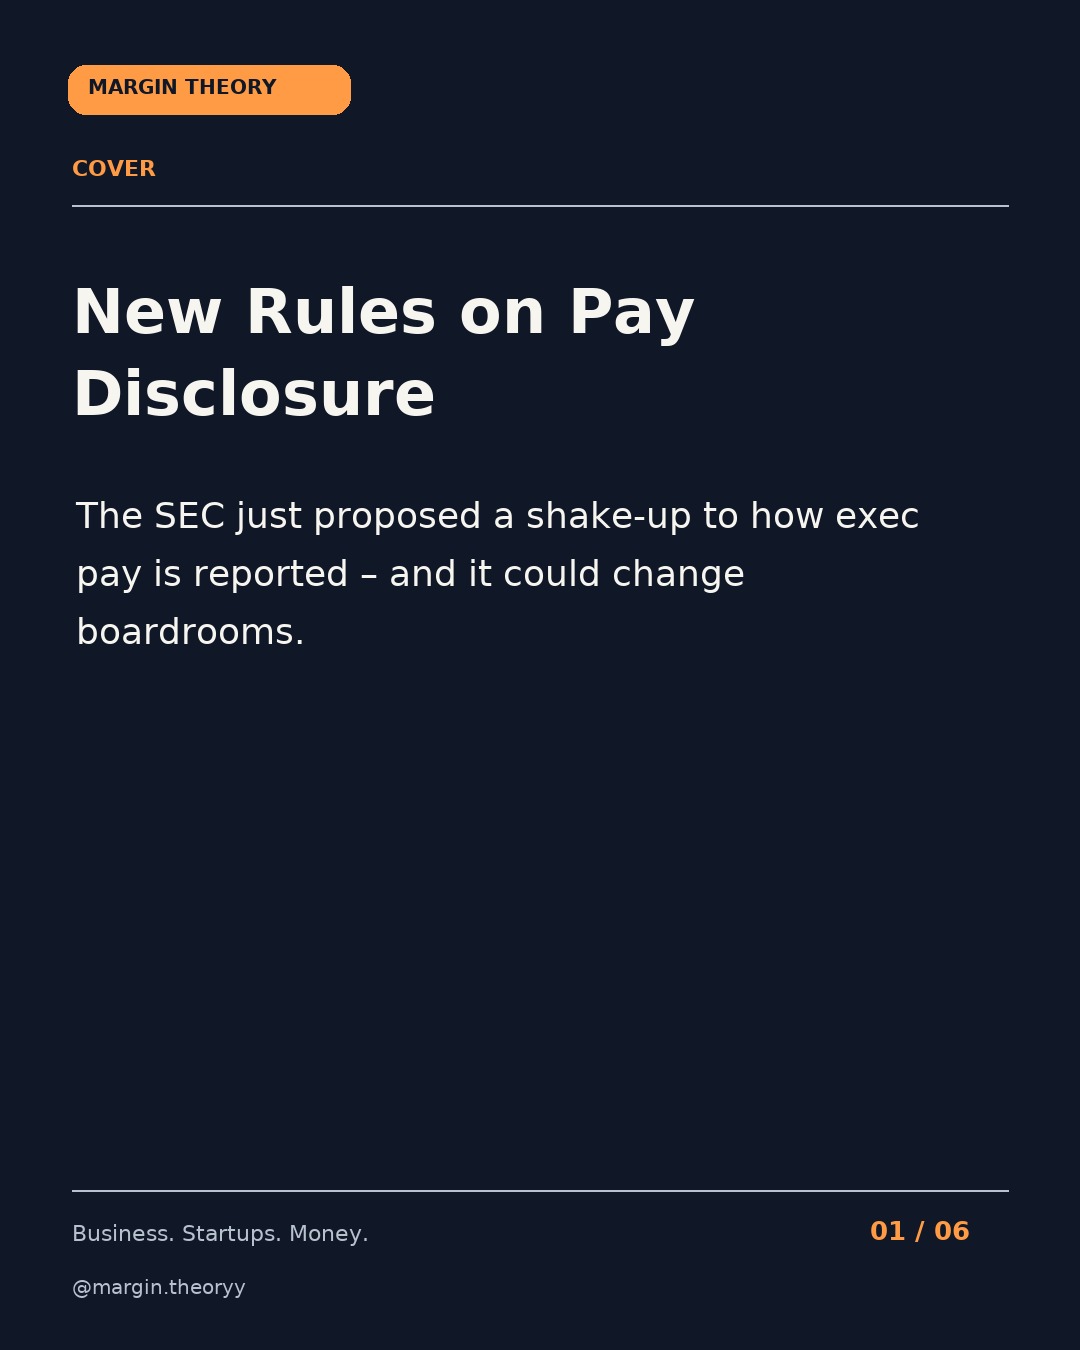 MARGIN THEORY
COVER
New Rules on Pay
Disclosure
The SEC just proposed a shake-up to how exec
pay is reported – and it could change
boardrooms.
Business. Startups. Money.
01 / 06
@margin.theoryy